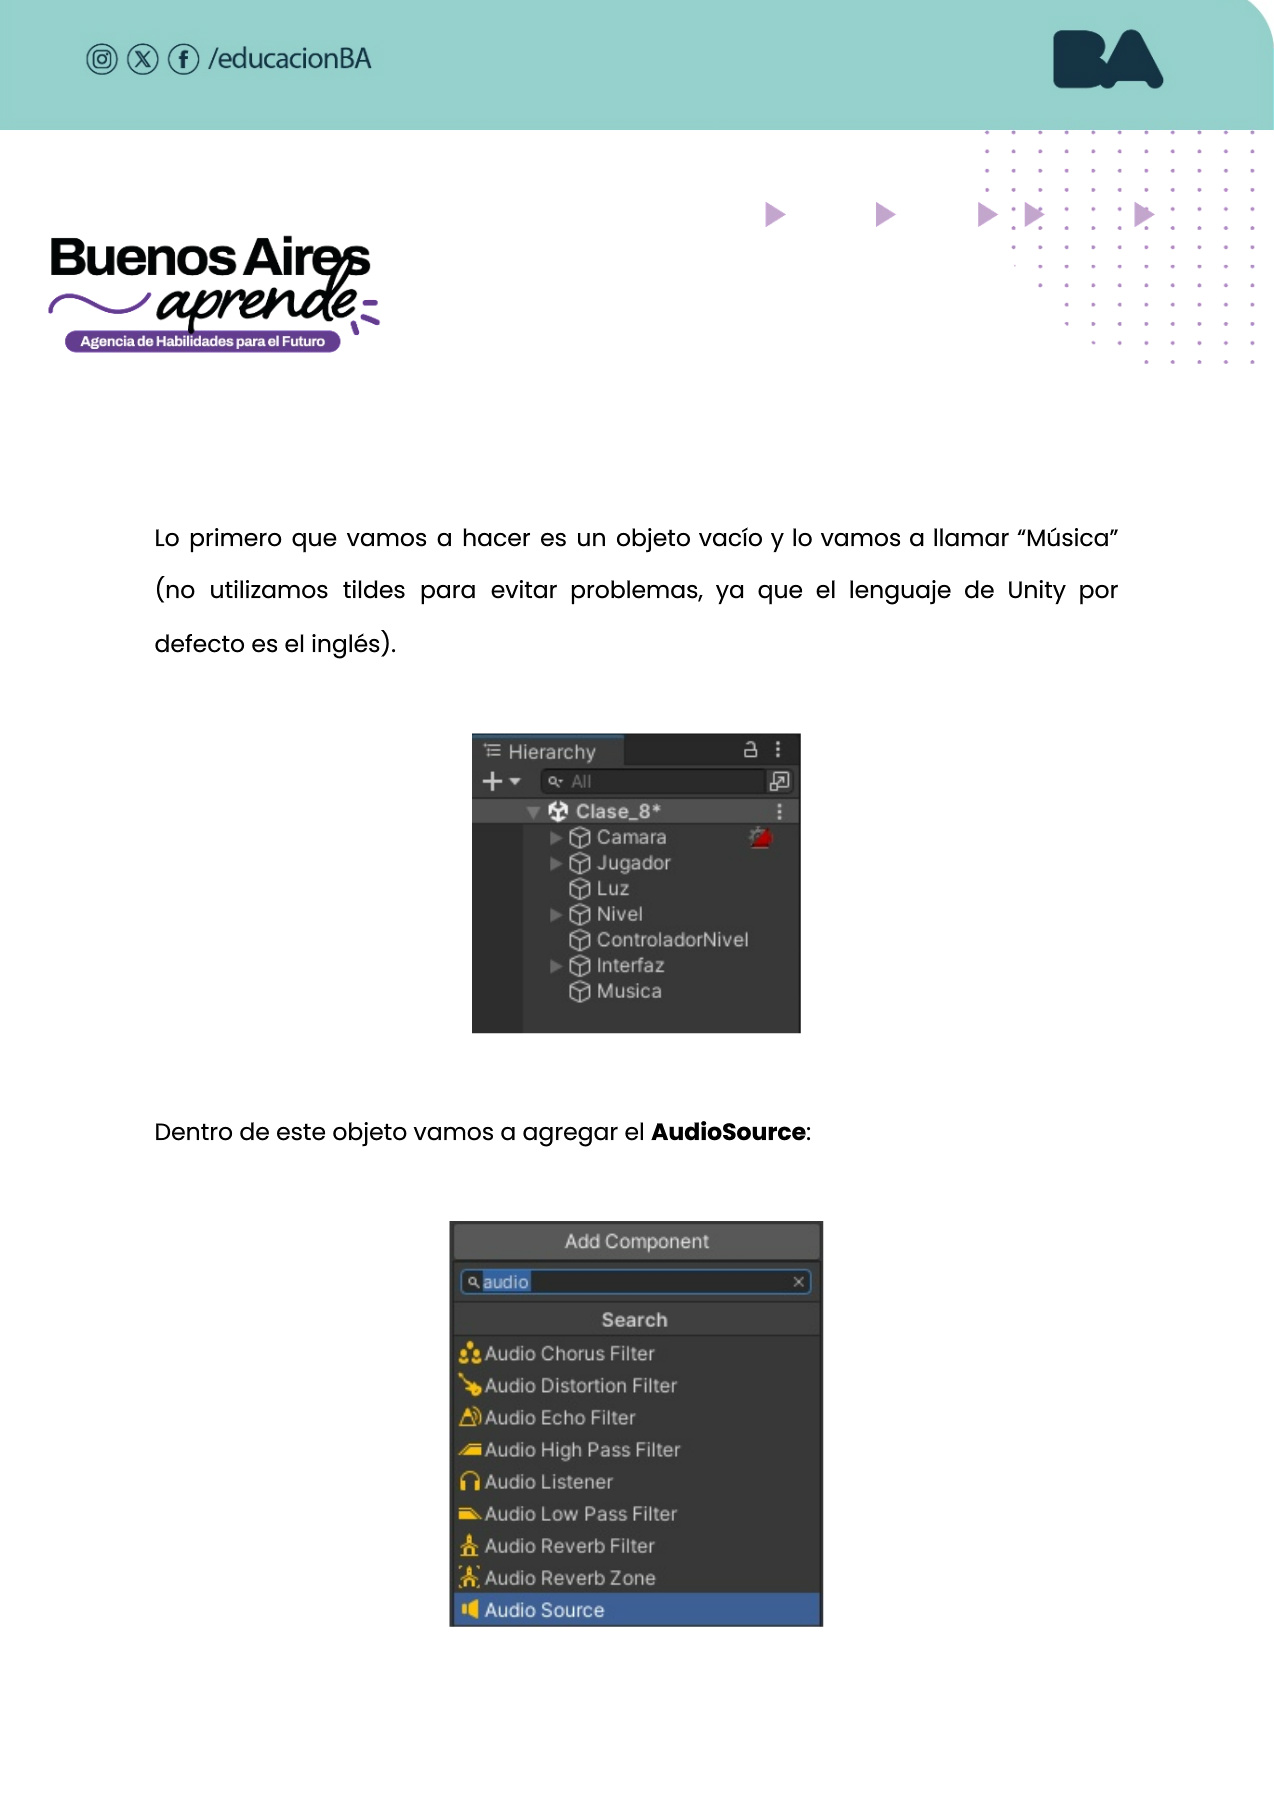 /educacionBA
BA
Buenos Aires
aprende
Agencia de Habilidades para el Futuro
Lo primero que vamos a hacer es un objeto vacío y lo vamos a llamar “Música”
(no utilizamos tildes para evitar problemas, ya que el lenguaje de Unity por
defecto es el inglés).
Hierarchy
All
Clase_8*
Camara
Jugador
Luz
Nivel
ControladorNivel
Interfaz
Musica
Dentro de este objeto vamos a agregar el AudioSource:
Add Component
audio
Search
Audio Chorus Filter
Audio Distortion Filter
Audio Echo Filter
Audio High Pass Filter
Audio Listener
Audio Low Pass Filter
Audio Reverb Filter
Audio Reverb Zone
Audio Source